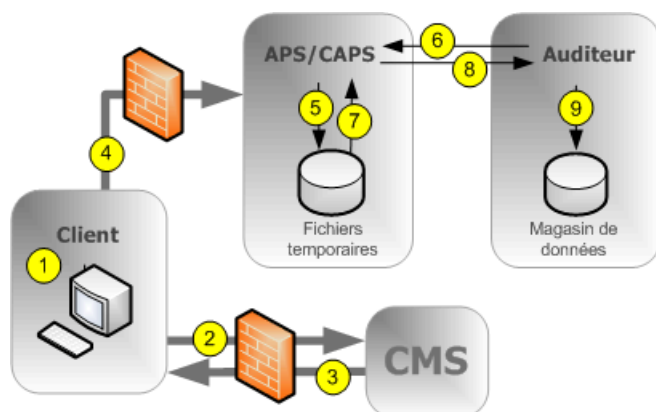 APS/CAPS
6
8
Auditeur
5
7
9
4
Fichiers
temporaires
Magasin de
données
Client
1
2
3
CMS